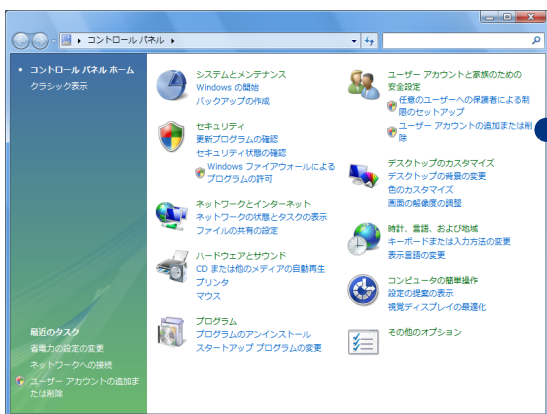 コントロール パネル
コントロール パネル ホーム
クラシック表示
システムとメンテナンス
Windows の開始
バックアップの作成
セキュリティ
更新プログラムの確認
セキュリティ状態の確認
Windows ファイアウォールによる
プログラムの許可
ネットワークとインターネット
ネットワークの状態とタスクの表示
ファイルの共有の設定
ハードウェアとサウンド
CD または他のメディアの自動再生
プリンタ
マウス
プログラム
プログラムのアンインストール
スタートアップ プログラムの変更
ユーザー アカウントと家族のための
安全設定
任意のユーザーへの保護者による制
限のセットアップ
ユーザー アカウントの追加または削
除
デスクトップのカスタマイズ
デスクトップの背景の変更
色のカスタマイズ
画面の解像度の調整
時計、言語、および地域
キーボードまたは入力方法の変更
表示言語の変更
コンピュータの簡単操作
設定の提案の表示
視覚ディスプレイの最適化
その他のオプション
最近のタスク
省電力の設定の変更
ネットワークへの接続
ユーザー アカウントの追加ま
たは削除